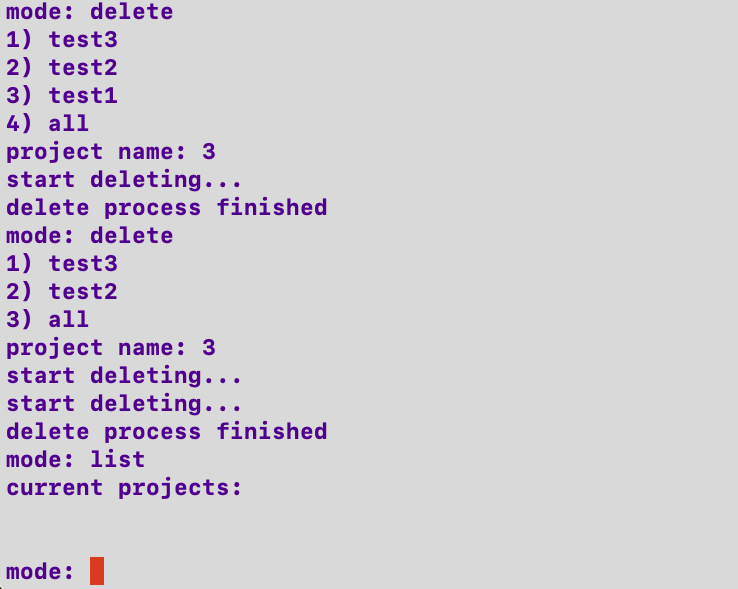 mode: delete
1) test3
2) test2
3) test1
4) all
project name: 3
start deleting...
delete process finished
mode: delete
1) test3
2) test2
3) all
project name: 3
start deleting...
start deleting...
delete process finished
mode: list
current projects:
mode: